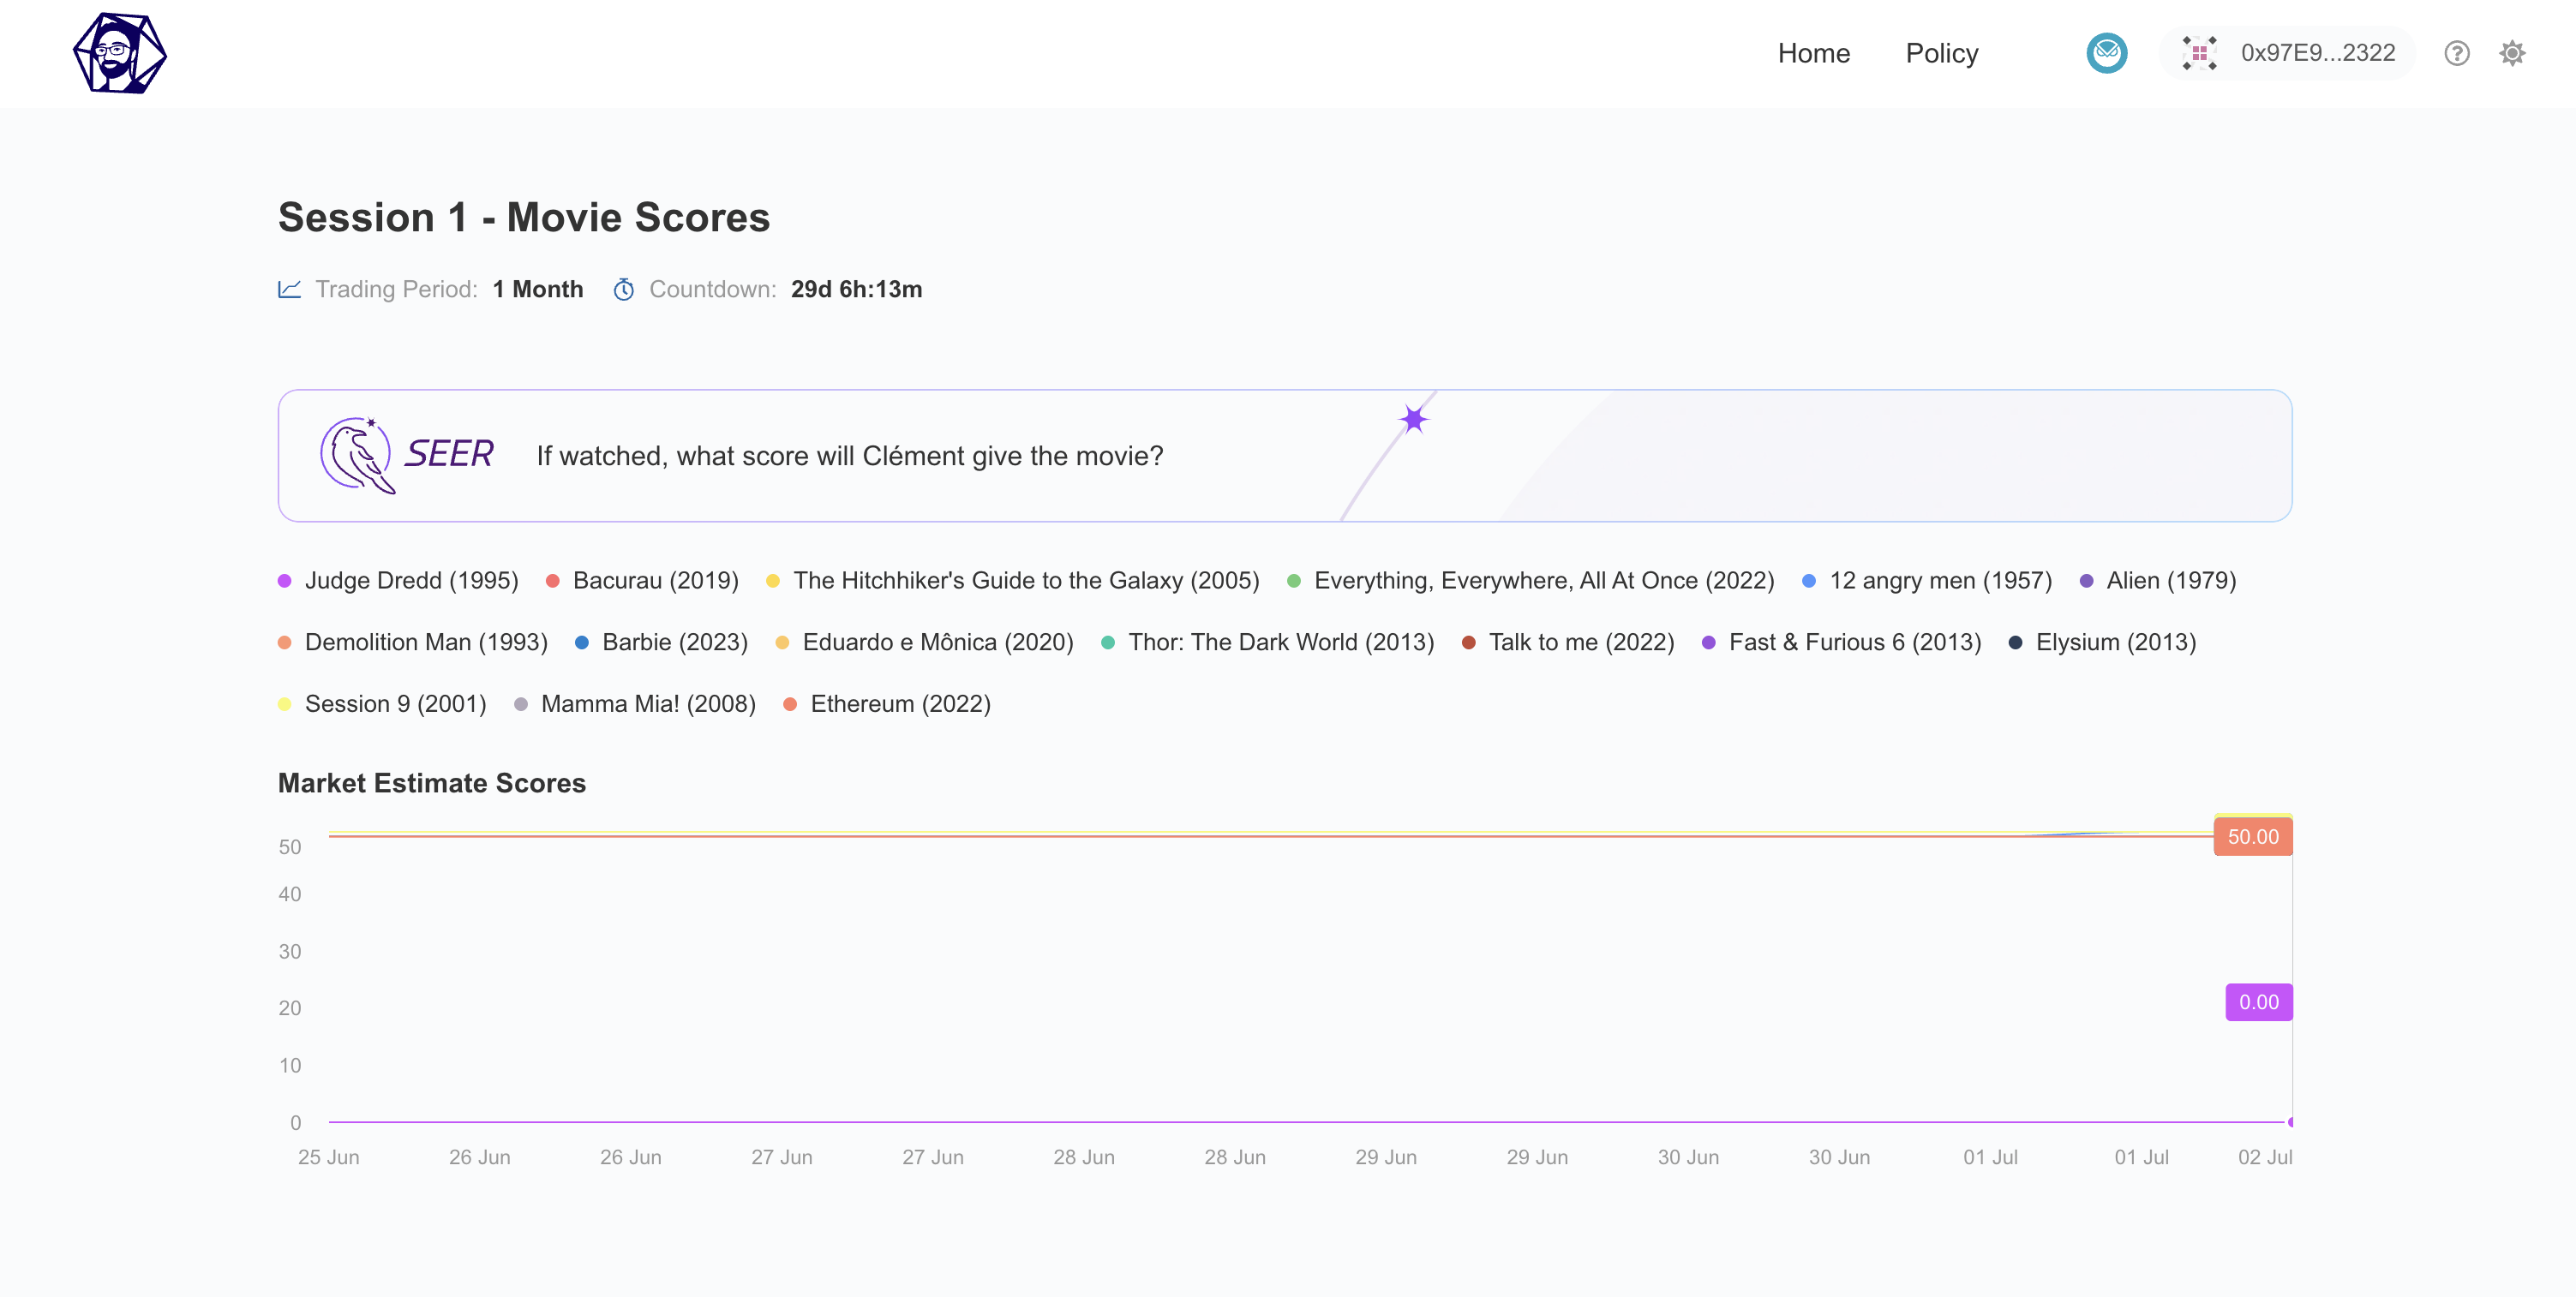 Home Policy 0x97E9...2322
Session 1 - Movie Scores
Trading Period: 1 Month Countdown: 29d 6h:13m
SEER If watched, what score will Clément give the movie?
Judge Dredd (1995) Bacurau (2019) The Hitchhiker's Guide to the Galaxy (2005) Everything, Everywhere, All At Once (2022) 12 angry men (1957) Alien (1979)
Demolition Man (1993) Barbie (2023) Eduardo e Mônica (2020) Thor: The Dark World (2013) Talk to me (2022) Fast & Furious 6 (2013) Elysium (2013)
Session 9 (2001) Mamma Mia! (2008) Ethereum (2022)
Market Estimate Scores
50.00
50
40
30
20
0.00
10
0
25 Jun 26 Jun 26 Jun 27 Jun 27 Jun 28 Jun 28 Jun 29 Jun 29 Jun 30 Jun 30 Jun 01 Jul 01 Jul 02 Jul